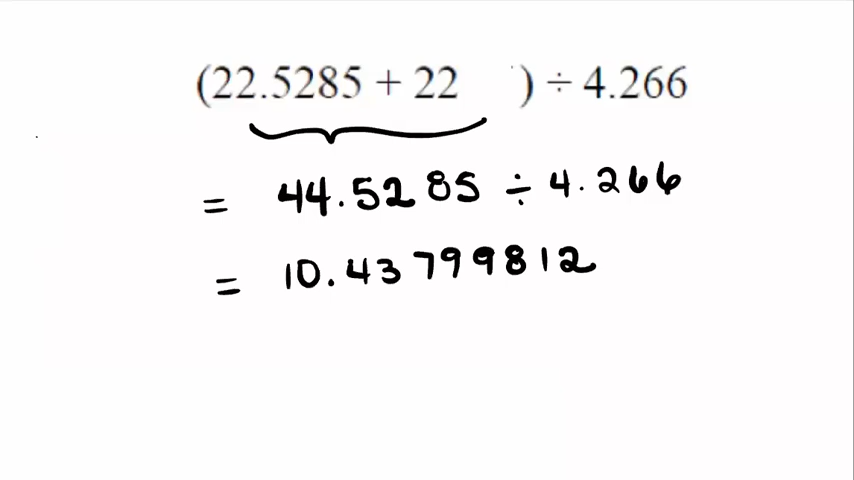 (22.5285 + 22 ) ÷ 4.266
= 44.5285 ÷ 4.266
= 10.43799812